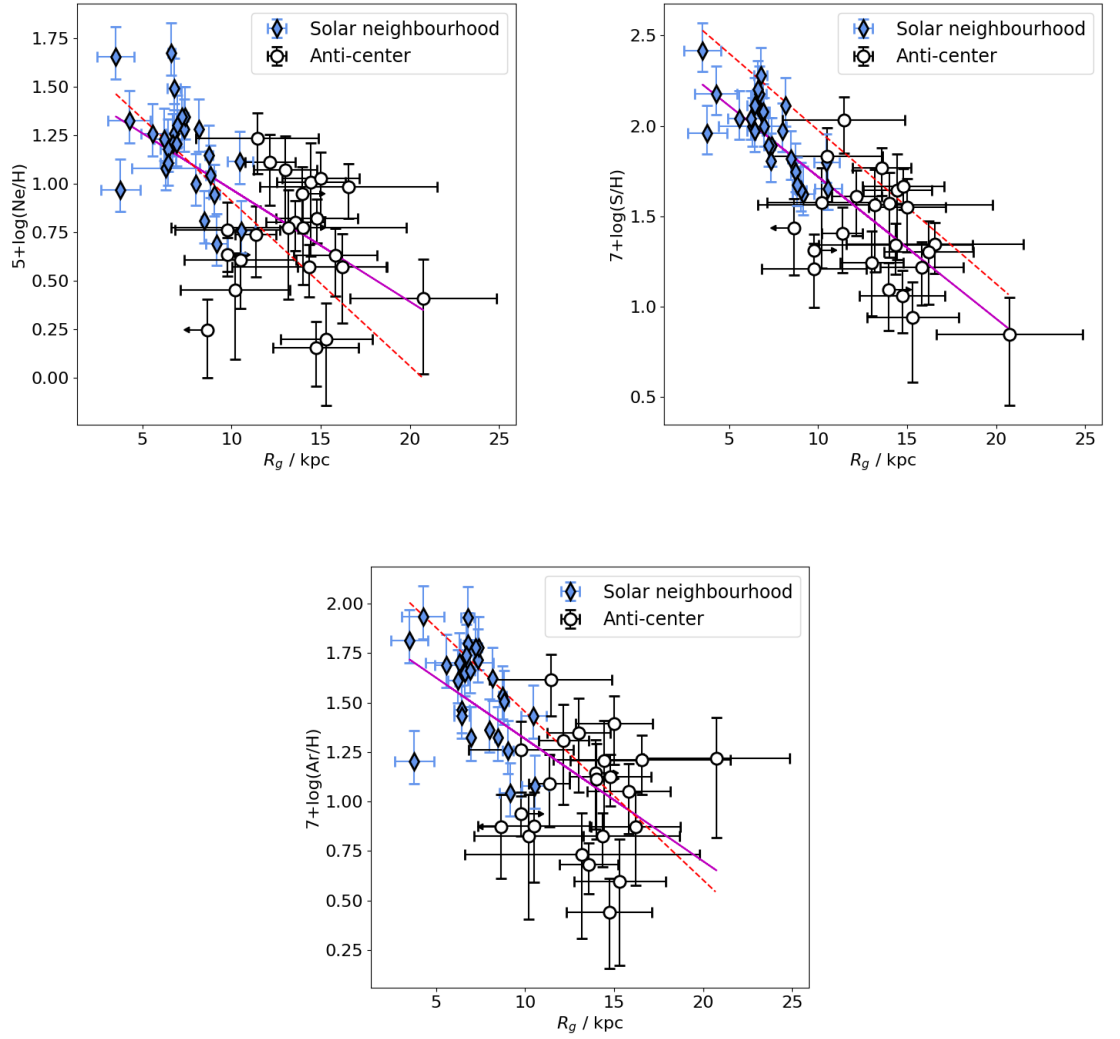 Solar neighbourhood
Anti-center
5+log(Ne/H)
1.75
1.50
1.25
1.00
0.75
0.50
0.25
0.00
5 10 15 20 25
R_g / kpc
Solar neighbourhood
Anti-center
7+log(S/H)
2.5
2.0
1.5
1.0
0.5
5 10 15 20 25
R_g / kpc
Solar neighbourhood
Anti-center
7+log(Ar/H)
2.00
1.75
1.50
1.25
1.00
0.75
0.50
0.25
5 10 15 20 25
R_g / kpc